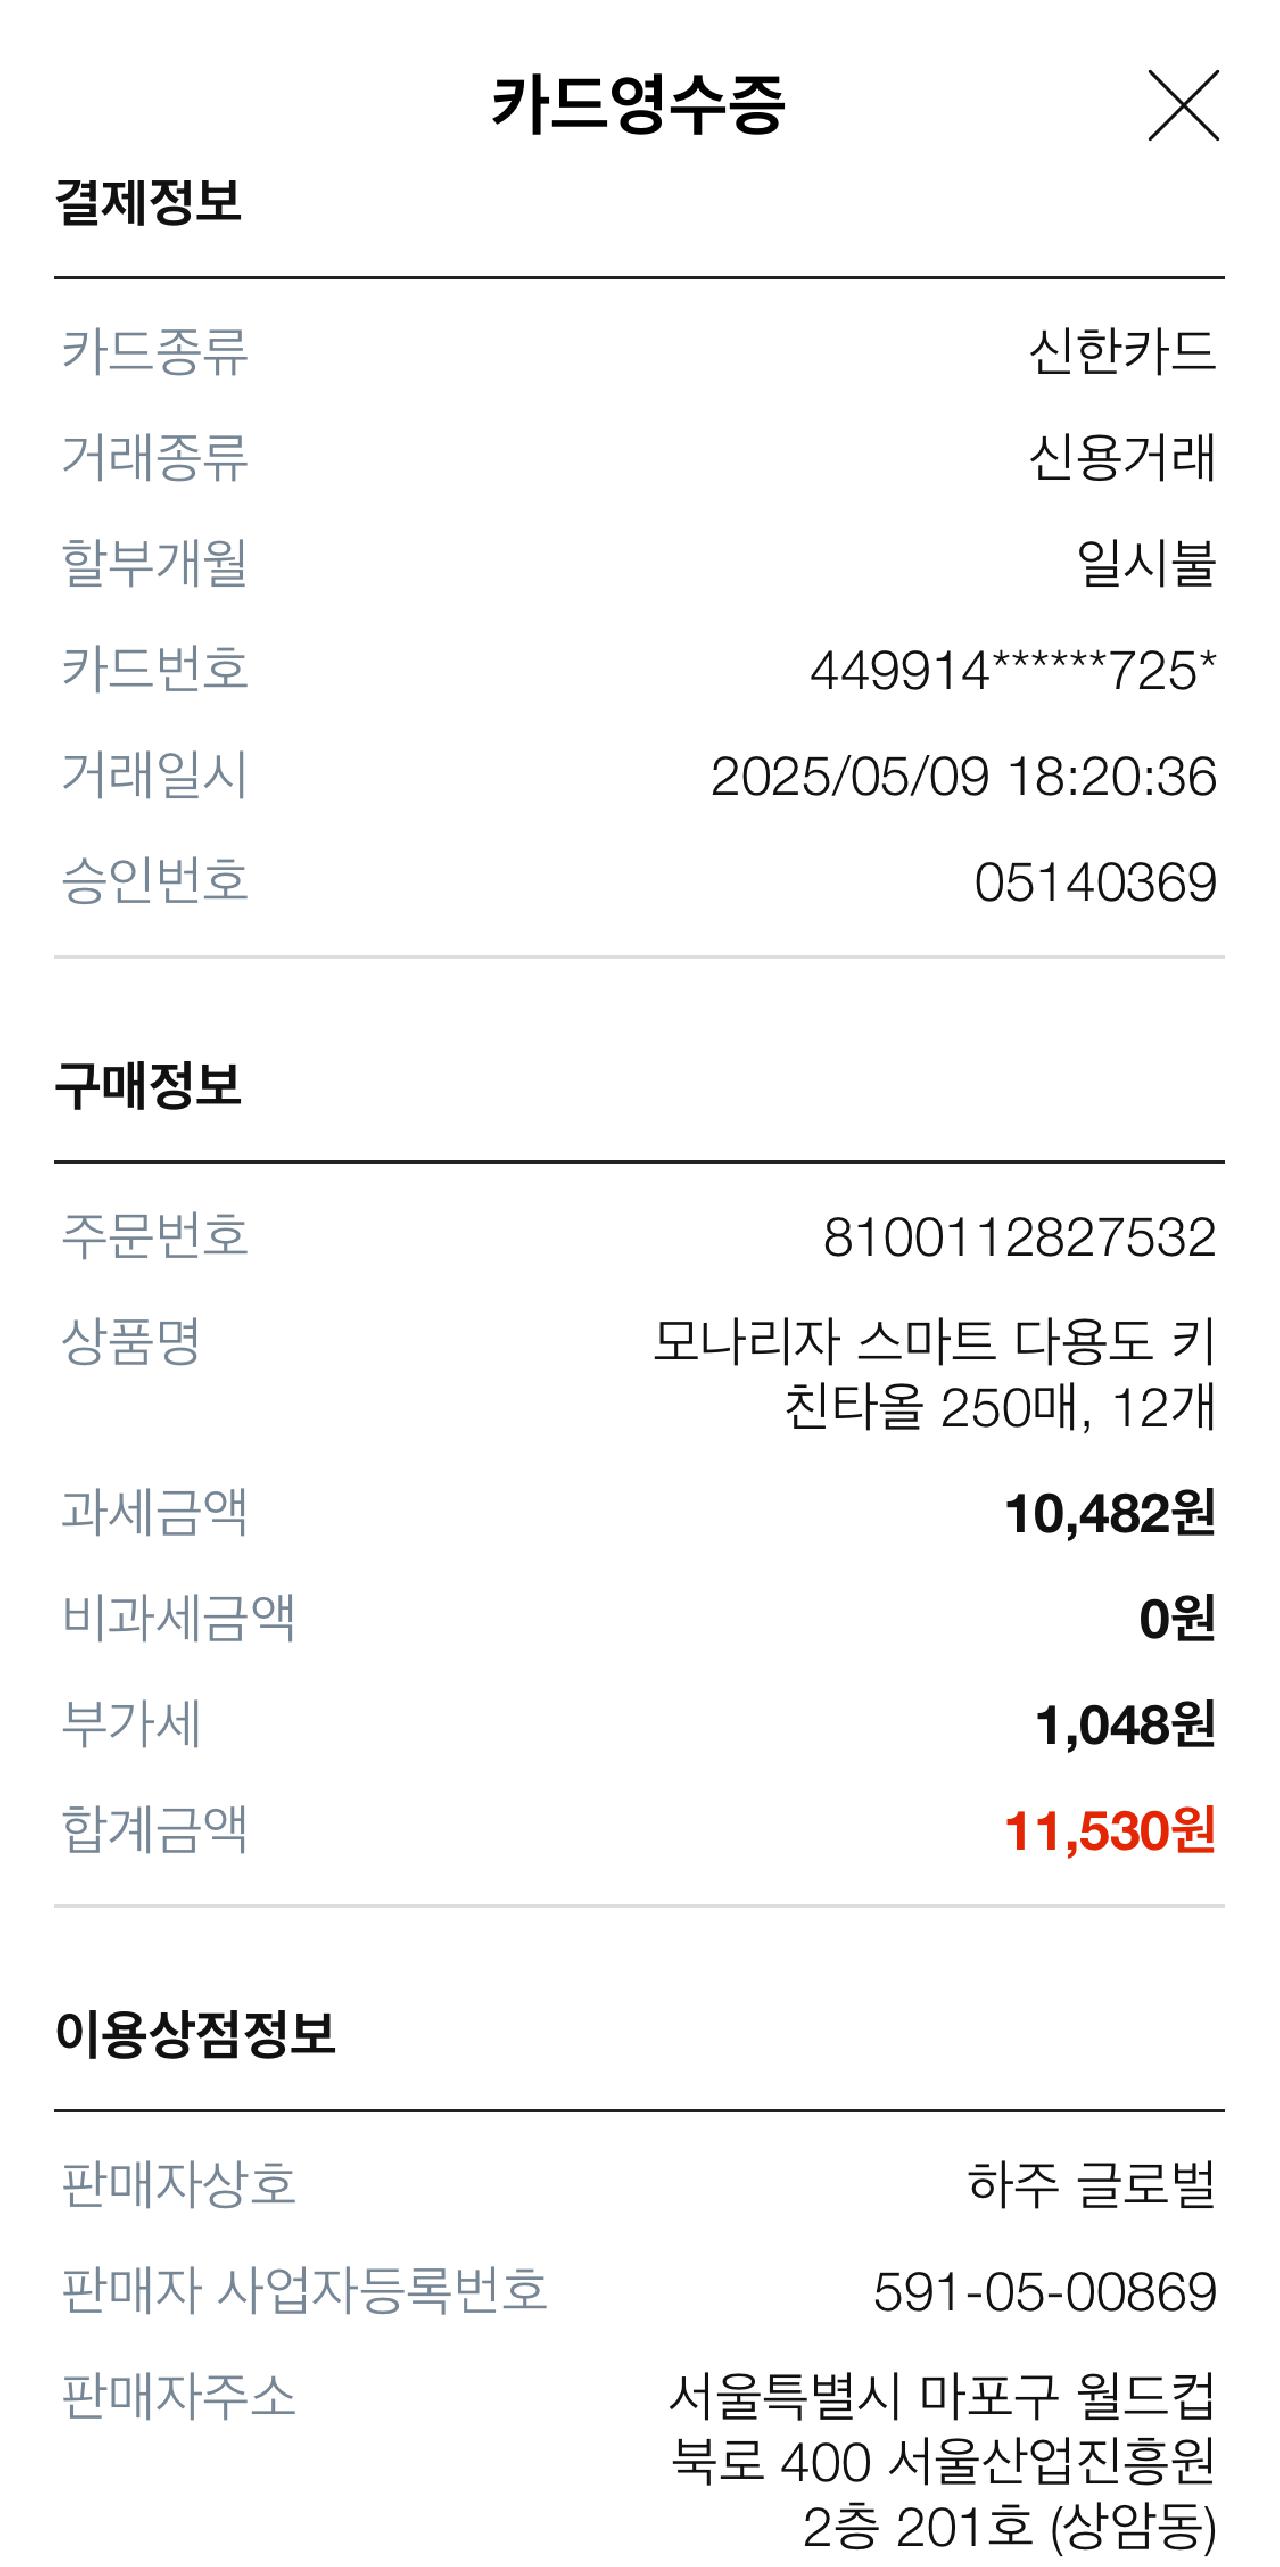 카드영수증
결제정보
카드종류 신한카드
거래종류 신용거래
할부개월 일시불
카드번호 449914******725*
거래일시 2025/05/09 18:20:36
승인번호 05140369
구매정보
주문번호 8100112827532
상품명 모나리자 스마트 다용도 키
친타올 250매, 12개
과세금액 10,482원
비과세금액 0원
부가세 1,048원
합계금액 11,530원
이용상점정보
판매자상호 하주 글로벌
판매자 사업자등록번호 591-05-00869
판매자주소 서울특별시 마포구 월드컵
북로 400 서울산업진흥원
2층 201호 (상암동)